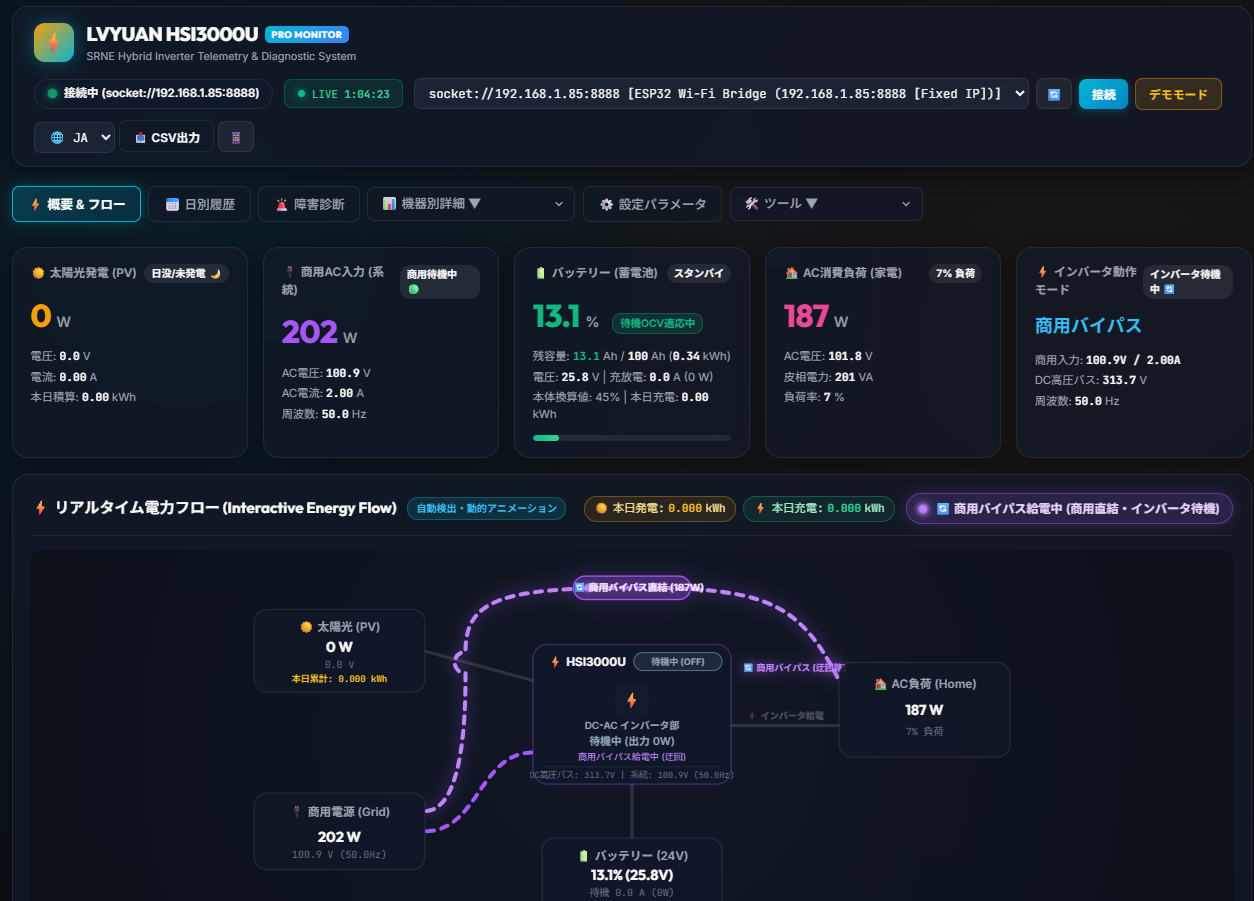 LVYUAN HSI3000U PRO MONITOR
SRNE Hybrid Inverter Telemetry & Diagnostic System
接続中 (socket://192.168.1.85:8888)
LIVE 1:04:23
socket://192.168.1.85:8888 [ESP32 Wi-Fi Bridge (192.168.1.85:8888 [Fixed IP])]
接続
デモモード
JA
CSV出力
概要 & フロー
日別履歴
障害診断
機器別詳細 ▼
設定パラメータ
ツール ▼
太陽光発電 (PV)
日没/未発電
0 W
電圧: 0.0 V
電流: 0.00 A
本日積算: 0.00 kWh
商用AC入力 (系
統)
商用待機中
202 W
AC電圧: 100.9 V
AC電流: 2.00 A
周波数: 50.0 Hz
バッテリー (蓄電池)
スタンバイ
13.1 %
待機OCV適応中
残容量: 13.1 Ah / 100 Ah (0.34 kWh)
電圧: 25.8 V | 充放電: 0.0 A (0 W)
本体換算値: 45% | 本日充電: 0.00
kWh
AC消費負荷 (家電)
7% 負荷
187 W
AC電圧: 101.8 V
皮相電力: 201 VA
負荷率: 7 %
インバータ動作
モード
インバータ待機
中
商用バイパス
商用入力: 100.9V / 2.00A
DC高圧バス: 313.7 V
周波数: 50.0 Hz
リアルタイム電力フロー (Interactive Energy Flow)
自動検出・動的アニメーション
本日発電: 0.000 kWh
本日充電: 0.000 kWh
商用バイパス給電中 (商用直結・インバータ待機)
商用バイパス直結 (187W)
太陽光 (PV)
0 W
0.0 V
本日累計: 0.000 kWh
HSI3000U
待機中 (OFF)
DC-AC インバータ部
待機中 (出力 0W)
商用バイパス給電中 (迂回)
DC高圧バス: 313.7V | 系統: 100.9V (50.0Hz)
商用バイパス (迂回
インバータ給電
AC負荷 (Home)
187 W
7% 負荷
商用電源 (Grid)
202 W
100.9 V (50.0Hz)
バッテリー (24V)
13.1% (25.8V)
待機 0.0 A (0W)